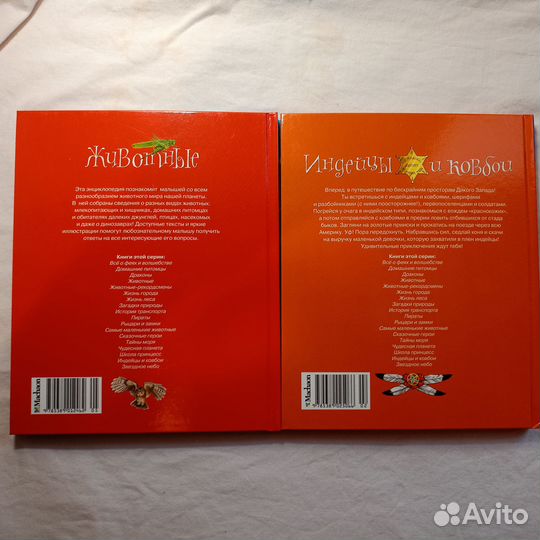 Животные
Эта энциклопедия познакомит малышей со всем
разнообразием животного мира нашей планеты.
В ней собраны сведения о разных видах животных:
млекопитающих и хищниках, домашних питомцах
и обитателях далеких джунглей, птицах, насекомых
и даже о динозаврах! Доступные тексты и яркие
иллюстрации помогут любознательному малышу получить
ответы на все интересующие его вопросы.
Книги этой серии:
Всё о феях и волшебстве
Домашние питомцы
Драконы
Животные
Животные-рекордсмены
Жизнь города
Жизнь леса
Загадки природы
История транспорта
Пираты
Рыцари и замки
Самые маленькие животные
Сказочные герои
Тайны моря
Чудесная планета
Школа принцесс
Индейцы и ковбои
Звездное небо
Machaon
Индейцы и ковбои
Вперед, в путешествие по бескрайним просторам Дикого Запада!
Ты встретишься с индейцами и ковбоями, шерифами
и разбойниками (с ними поосторожнее!), первопоселенцами и солдатами.
Погрейся у очага в индейском типи, познакомься с вождем «краснокожих»,
а потом отправляйся с ковбоями в прерии ловить отбившихся от стада
быков. Загляни на золотые прииски и прокатись на поезде через всю
Америку. Уф! Пора передохнуть. Набравшись сил, седлай коня и скачи
на выручку маленькой девочки, которую захватили в плен индейцы!
Удивительные приключения ждут тебя!
Книги этой серии:
Всё о феях и волшебстве
Домашние питомцы
Драконы
Животные
Животные-рекордсмены
Жизнь города
Жизнь леса
Загадки природы
История транспорта
Пираты
Рыцари и замки
Самые маленькие животные
Сказочные герои
Тайны моря
Чудесная планета
Школа принцесс
Индейцы и ковбои
Звездное небо
Machaon
Avito